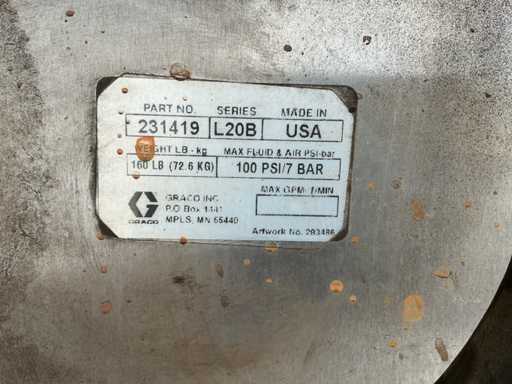 PART NO. SERIES MADE IN
231419 L20B USA
WEIGHT LB - kg MAX FLUID & AIR PSI-bar
160 LB (72.6 KG) 100 PSI/7 BAR
MAX GPM- l/MIN
GRACO INC.
P.O. Box 1441
MPLS, MN 55440
GRACO
Artwork No. 293486